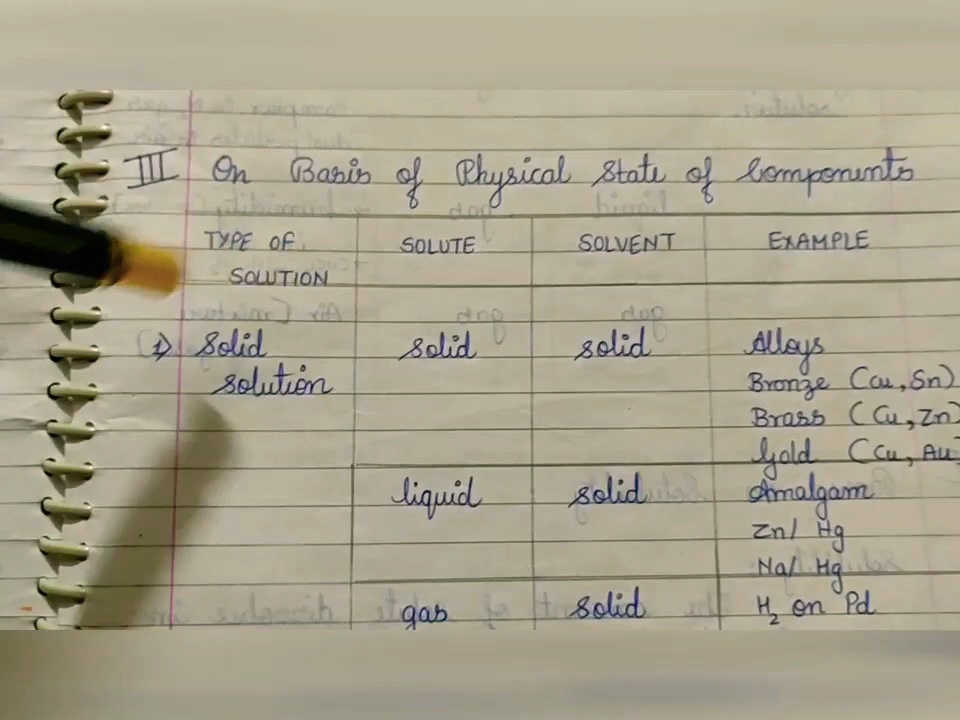 III On Basis of Physical State of Components
TYPE OF SOLUTION SOLUTE SOLVENT EXAMPLE
1) Solid solution solid solid Alloys
Bronze (Cu, Sn)
Brass (Cu, Zn)
Gold (Cu, Au)
liquid solid Amalgam
Zn/ Hg
Na/ Hg
gas solid H₂ on Pd